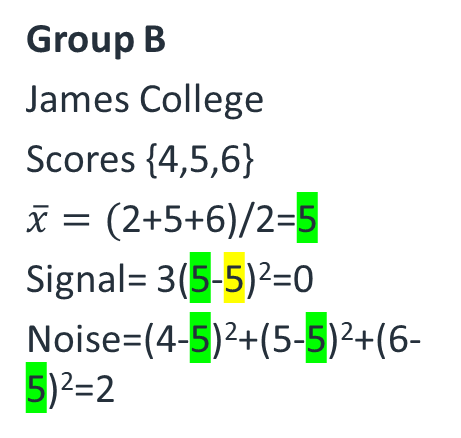 Group B
James College
Scores {4,5,6}
x̄ = (2+5+6)/2=5
Signal= 3(5-5)²=0
Noise=(4-5)²+(5-5)²+(6-
5)²=2